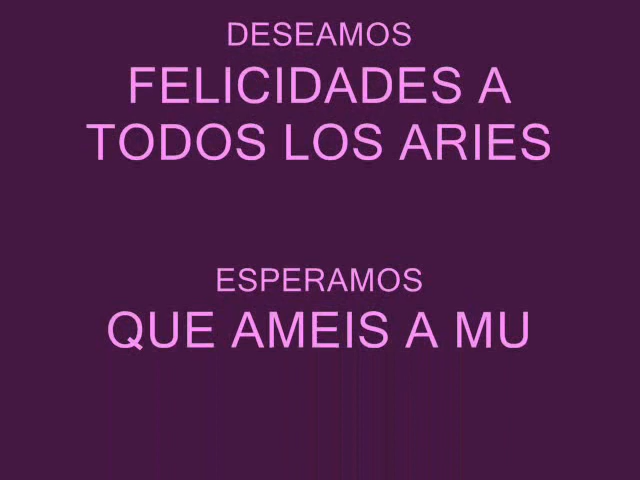 DESEAMOS
FELICIDADES A
TODOS LOS ARIES
ESPERAMOS
QUE AMEIS A MU